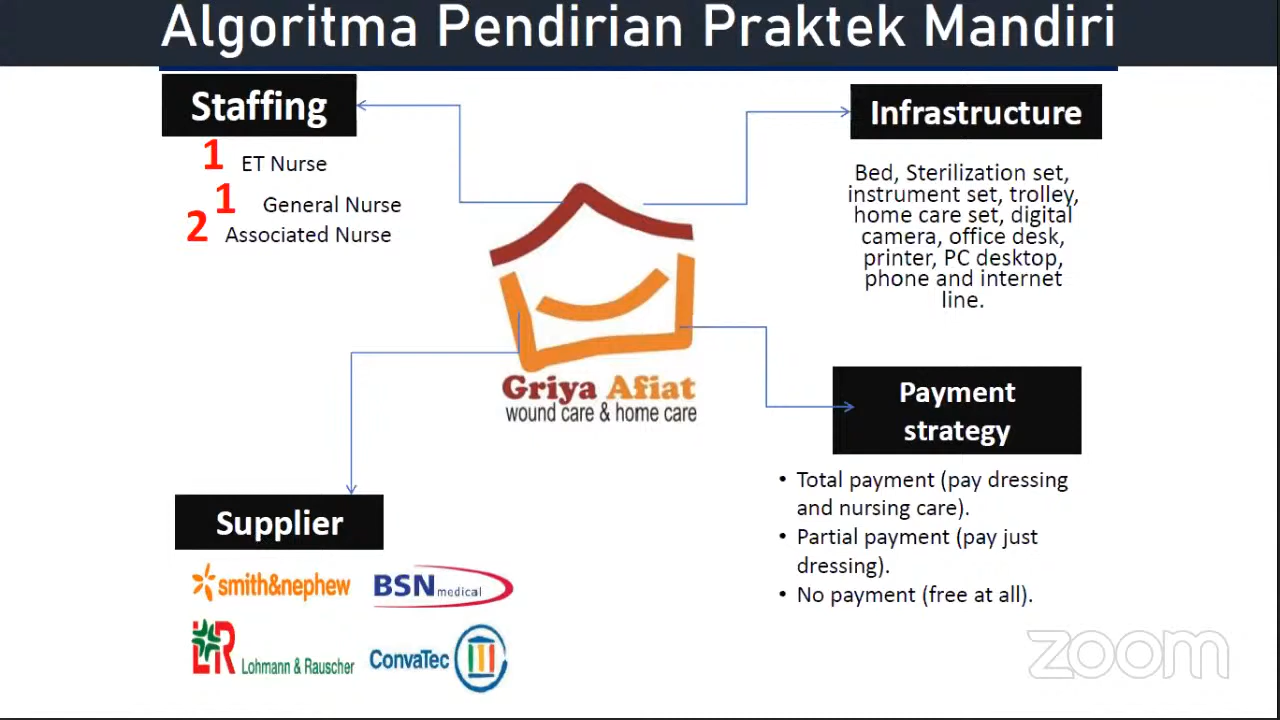 Algoritma Pendirian Praktek Mandiri
Staffing
1 ET Nurse
1 General Nurse
2 Associated Nurse
Infrastructure
Bed, Sterilization set,
instrument set, trolley,
home care set, digital
camera, office desk,
printer, PC desktop,
phone and internet
line.
Griya Afiat
wound care & home care
Payment
strategy
• Total payment (pay dressing
and nursing care).
• Partial payment (pay just
dressing).
• No payment (free at all).
Supplier
smith&nephew
BSN medical
L&R Lohmann & Rauscher
ConvaTec
zoom